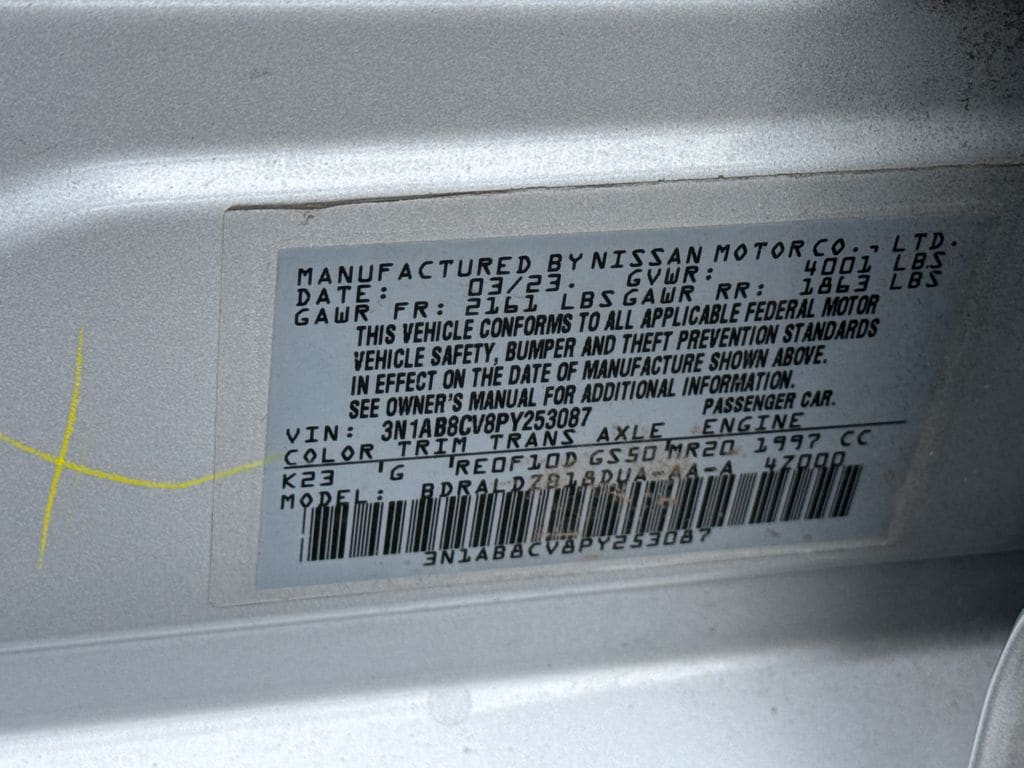 MANUFACTURED BY NISSAN MOTOR CO., LTD.
DATE: 03/23. GVWR: 4001 LBS
GAWR FR: 2161 LBS GAWR RR: 1863 LBS
THIS VEHICLE CONFORMS TO ALL APPLICABLE FEDERAL MOTOR
VEHICLE SAFETY, BUMPER AND THEFT PREVENTION STANDARDS
IN EFFECT ON THE DATE OF MANUFACTURE SHOWN ABOVE.
SEE OWNER'S MANUAL FOR ADDITIONAL INFORMATION.
VIN: 3N1AB8CV8PY253087 PASSENGER CAR.
COLOR TRIM TRANS AXLE ENGINE
K23 'G 'RE0F10D GS50 MR20 1997 CC
MODEL: BDRALDZB18DUA-AA-A 47000
3N1AB8CV8PY253087